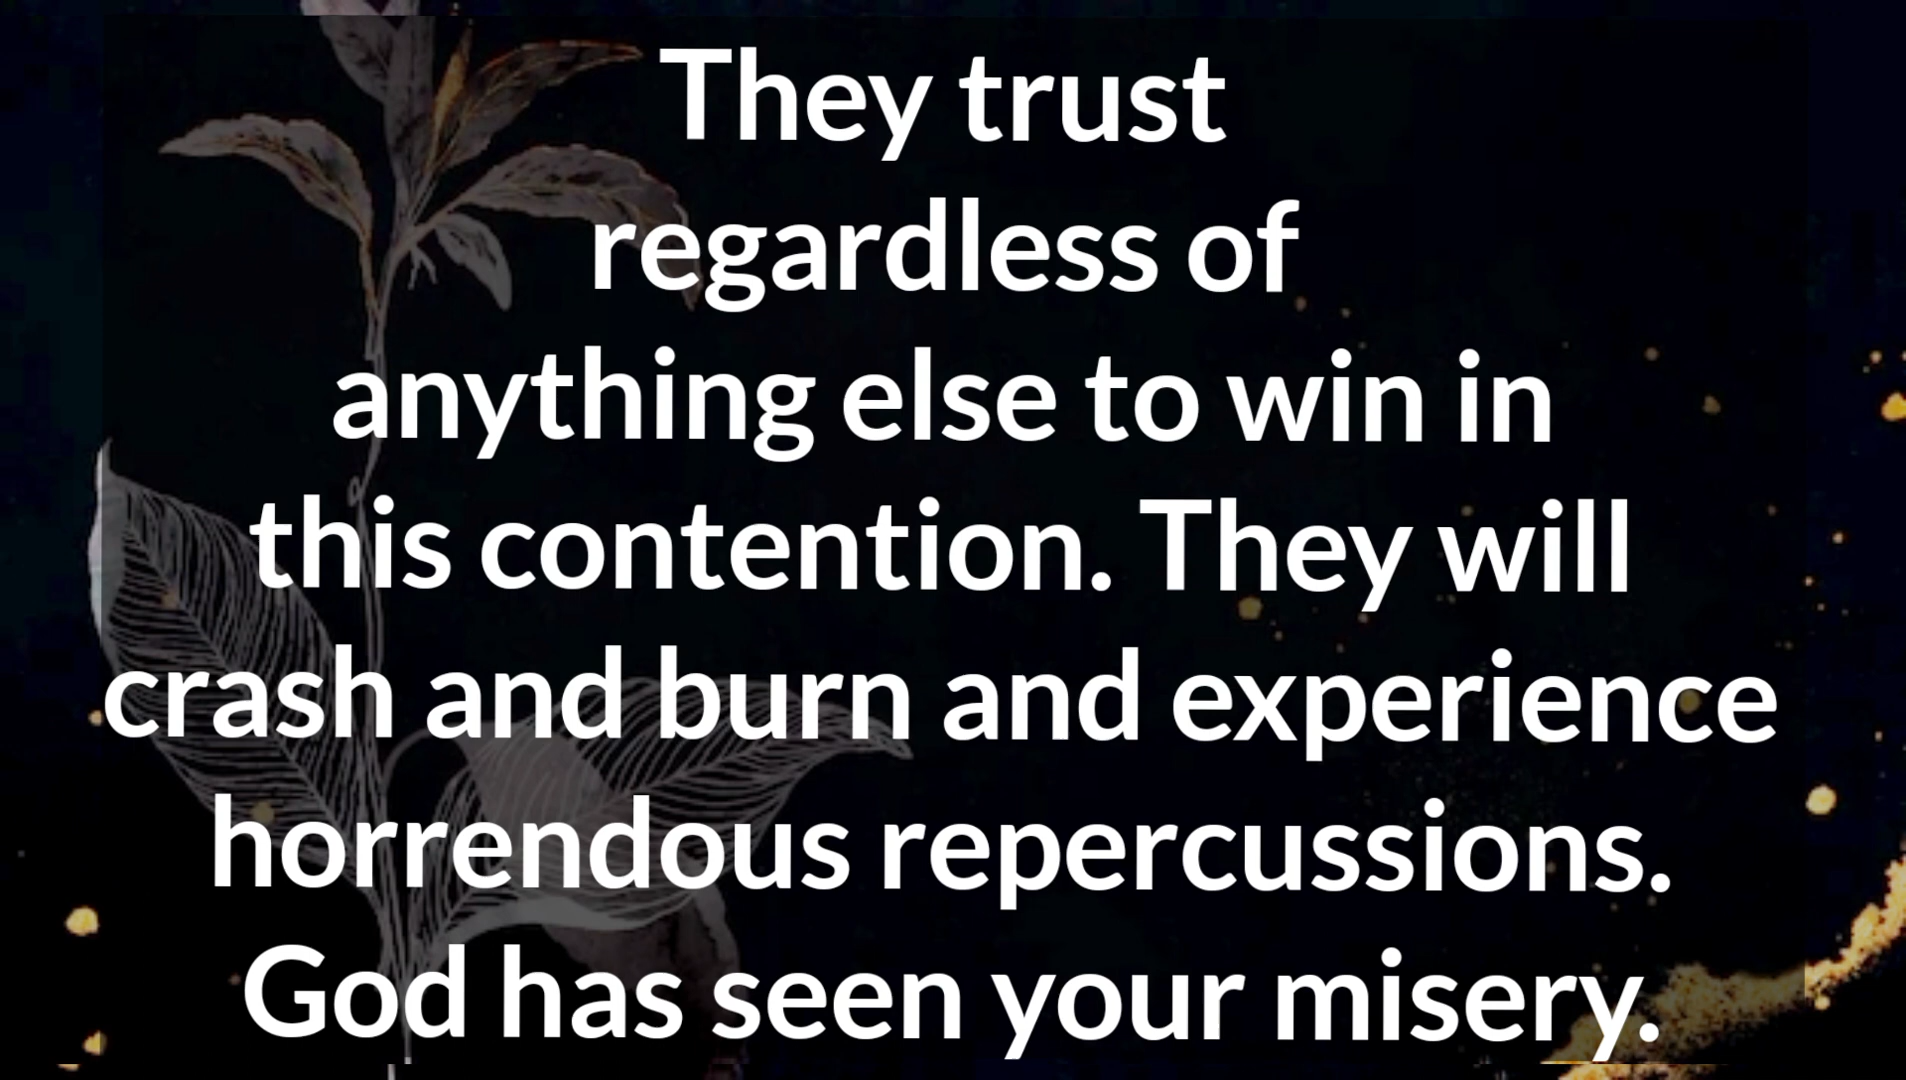 They trust
regardless of
anything else to win in
this contention. They will
crash and burn and experience
horrendous repercussions.
God has seen your misery.